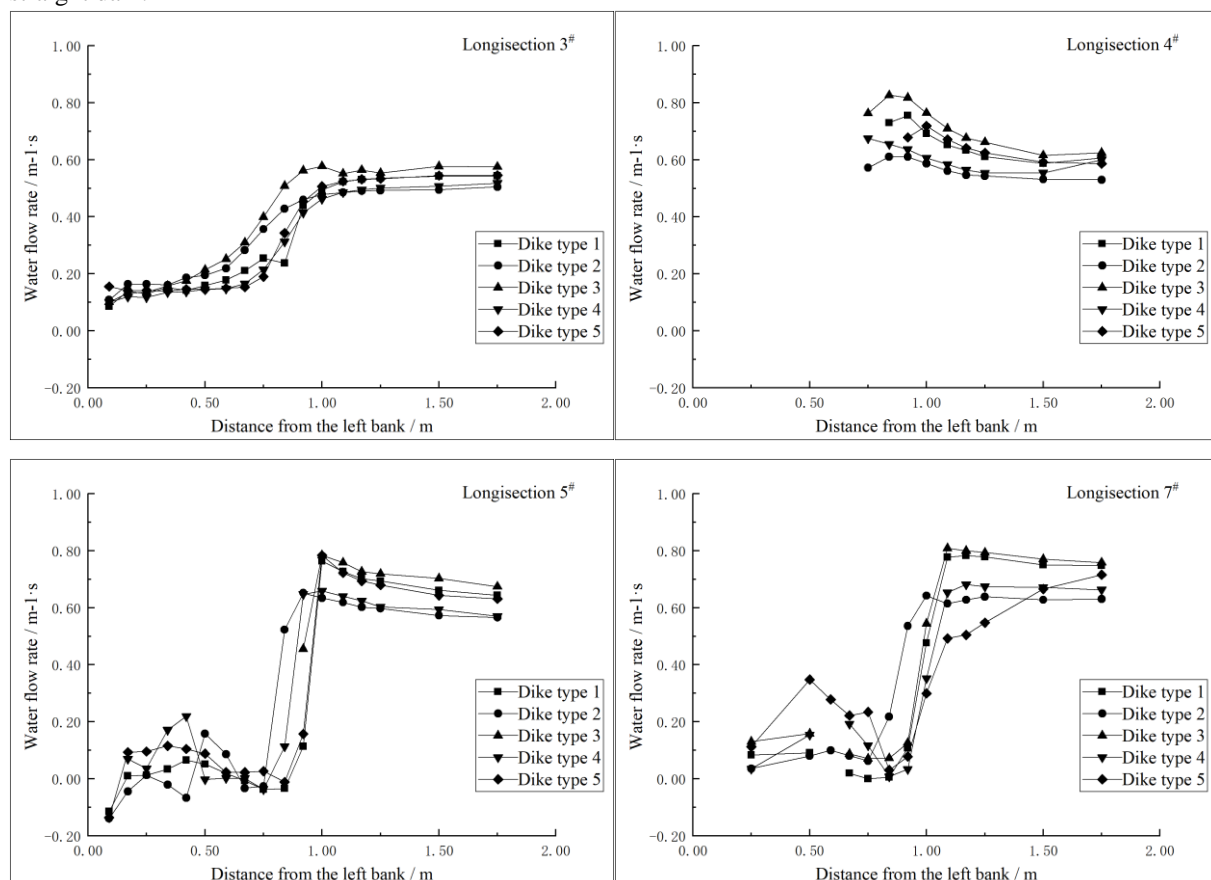 Longisection 3#
1.00
0.80
0.60
0.40
0.20
0.00
-0.20
Water flow rate / m-1·s
Dike type 1
Dike type 2
Dike type 3
Dike type 4
Dike type 5
0.00 0.50 1.00 1.50 2.00
Distance from the left bank / m
Longisection 4#
1.00
0.80
0.60
0.40
0.20
0.00
-0.20
Water flow rate / m-1·s
Dike type 1
Dike type 2
Dike type 3
Dike type 4
Dike type 5
0.00 0.50 1.00 1.50 2.00
Distance from the left bank / m
Longisection 5#
1.00
0.80
0.60
0.40
0.20
0.00
-0.20
Water flow rate / m-1·s
Dike type 1
Dike type 2
Dike type 3
Dike type 4
Dike type 5
0.00 0.50 1.00 1.50 2.00
Distance from the left bank / m
Longisection 7#
1.00
0.80
0.60
0.40
0.20
0.00
-0.20
Water flow rate / m-1·s
Dike type 1
Dike type 2
Dike type 3
Dike type 4
Dike type 5
0.00 0.50 1.00 1.50 2.00
Distance from the left bank / m